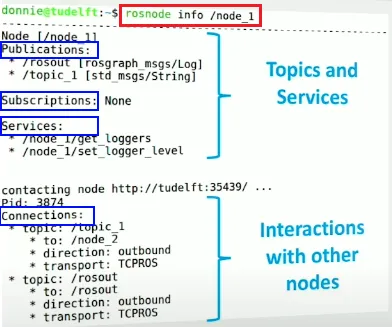 donnie@tudelft:~$ rosnode info /node_1
--------------------------------------------------------------------------------
Node [/node_1]
Publications:
* /rosout [rosgraph_msgs/Log]
* /topic_1 [std_msgs/String]
Subscriptions: None
Services:
* /node_1/get_loggers
* /node_1/set_logger_level
Topics and
Services
contacting node http://tudelft:35439/ ...
Pid: 3874
Connections:
* topic: /topic_1
* to: /node_2
* direction: outbound
* transport: TCPROS
* topic: /rosout
* to: /rosout
* direction: outbound
* transport: TCPROS
Interactions
with other
nodes